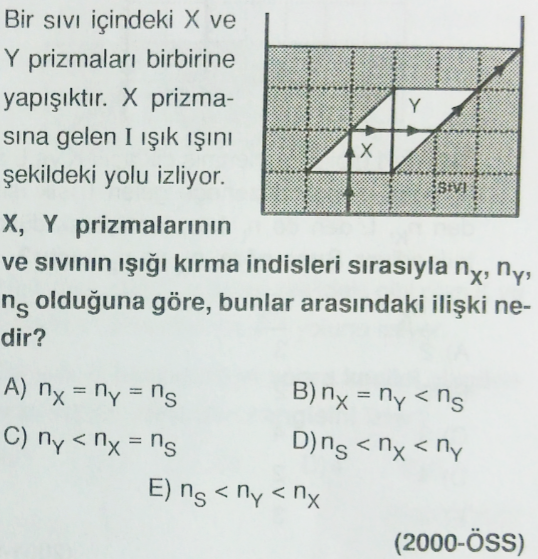 Bir sıvı içindeki X ve
Y prizmaları birbirine
yapışıktır. X prizma-
sına gelen I ışık ışını
şekildeki yolu izliyor.
Y
X
sıvı
X, Y prizmalarının
ve sıvının ışığı kırma indisleri sırasıyla nX, nY,
nS olduğuna göre, bunlar arasındaki ilişki ne-
dir?
A) nX = nY = nS B) nX = nY < nS
C) nY < nX = nS D) nS < nX < nY
E) nS < nY < nX
(2000-ÖSS)